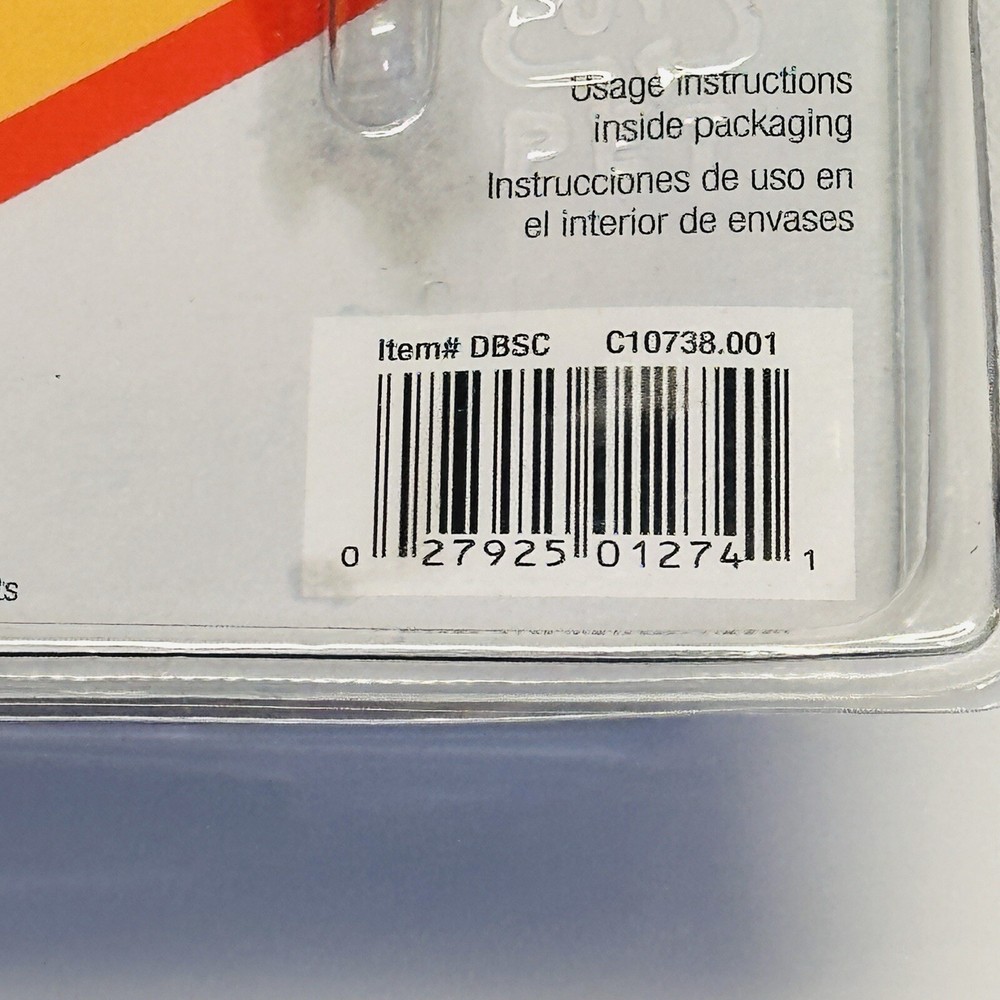 Usage instructions
inside packaging
Instrucciones de uso en
el interior de envases
Item# DBSC C10738.001
0 27925 01274 1